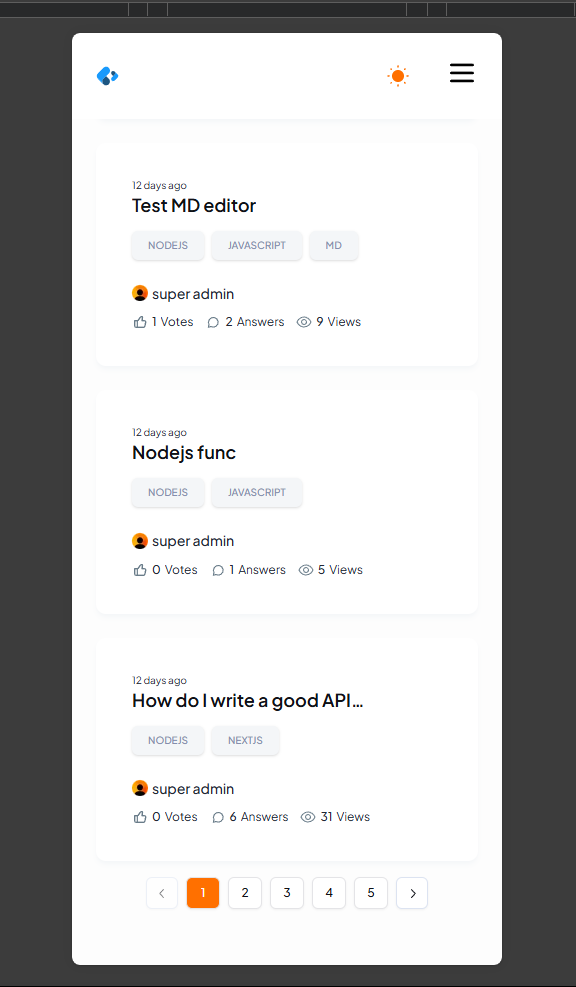 12 days ago
Test MD editor
NODEJS JAVASCRIPT MD
super admin
1 Votes 2 Answers 9 Views
12 days ago
Nodejs func
NODEJS JAVASCRIPT
super admin
0 Votes 1 Answers 5 Views
12 days ago
How do I write a good API...
NODEJS NEXTJS
super admin
0 Votes 6 Answers 31 Views
1 2 3 4 5